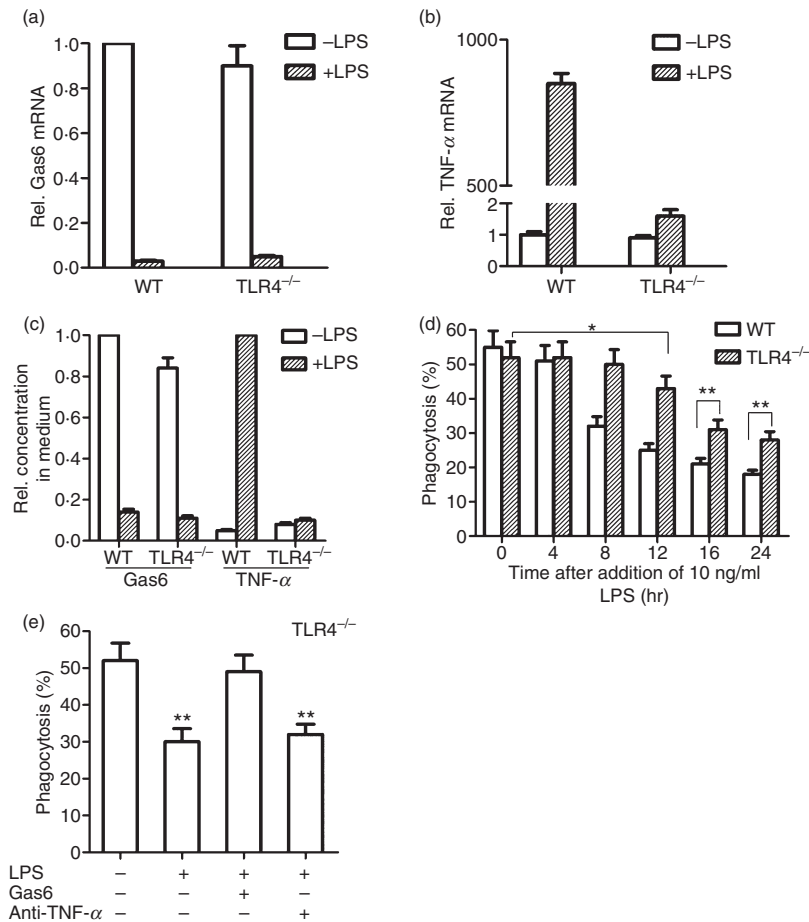 (a)
Rel. Gas6 mRNA
1·0
0·8
0·6
0·4
0·2
0·0
–LPS
+LPS
WT
TLR4–/–
(b)
Rel. TNF-α mRNA
1000
500
2
1
0
–LPS
+LPS
WT
TLR4–/–
(c)
Rel. concentration
in medium
1·0
0·8
0·6
0·4
0·2
0·0
–LPS
+LPS
WT TLR4–/– WT TLR4–/–
Gas6 TNF-α
(d)
Phagocytosis (%)
60
50
40
30
20
10
0
*
** **
WT
TLR4–/–
0 4 8 12 16 24
Time after addition of 10 ng/ml
LPS (hr)
(e)
Phagocytosis (%)
60
50
40
30
20
10
0
TLR4–/–
** **
LPS – + + +
Gas6 – – + –
Anti-TNF-α – – – +